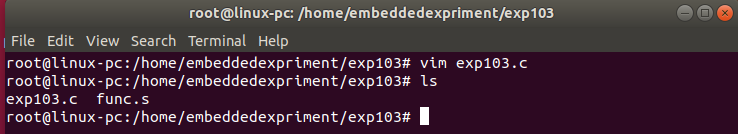 root@linux-pc: /home/embeddedexpriment/exp103
File Edit View Search Terminal Help
root@linux-pc:/home/embeddedexpriment/exp103# vim exp103.c
root@linux-pc:/home/embeddedexpriment/exp103# ls
exp103.c  func.s
root@linux-pc:/home/embeddedexpriment/exp103#